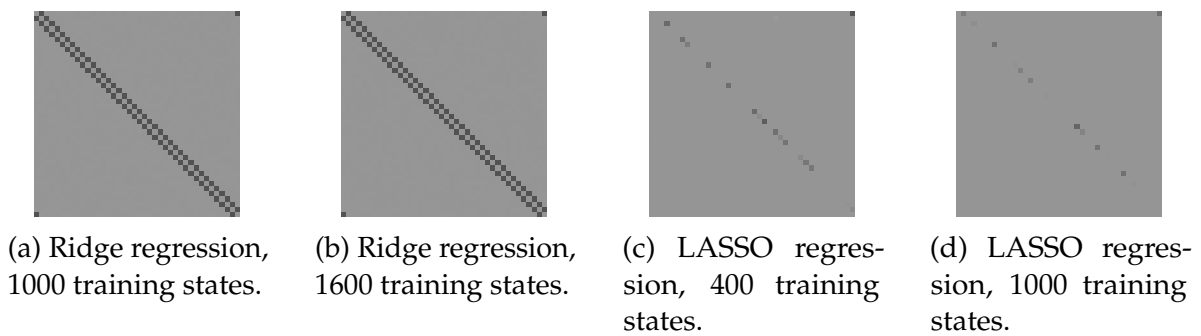 (a) Ridge regression,
1000 training states.
(b) Ridge regression,
1600 training states.
(c) LASSO regres-
sion, 400 training
states.
(d) LASSO regres-
sion, 1000 training
states.